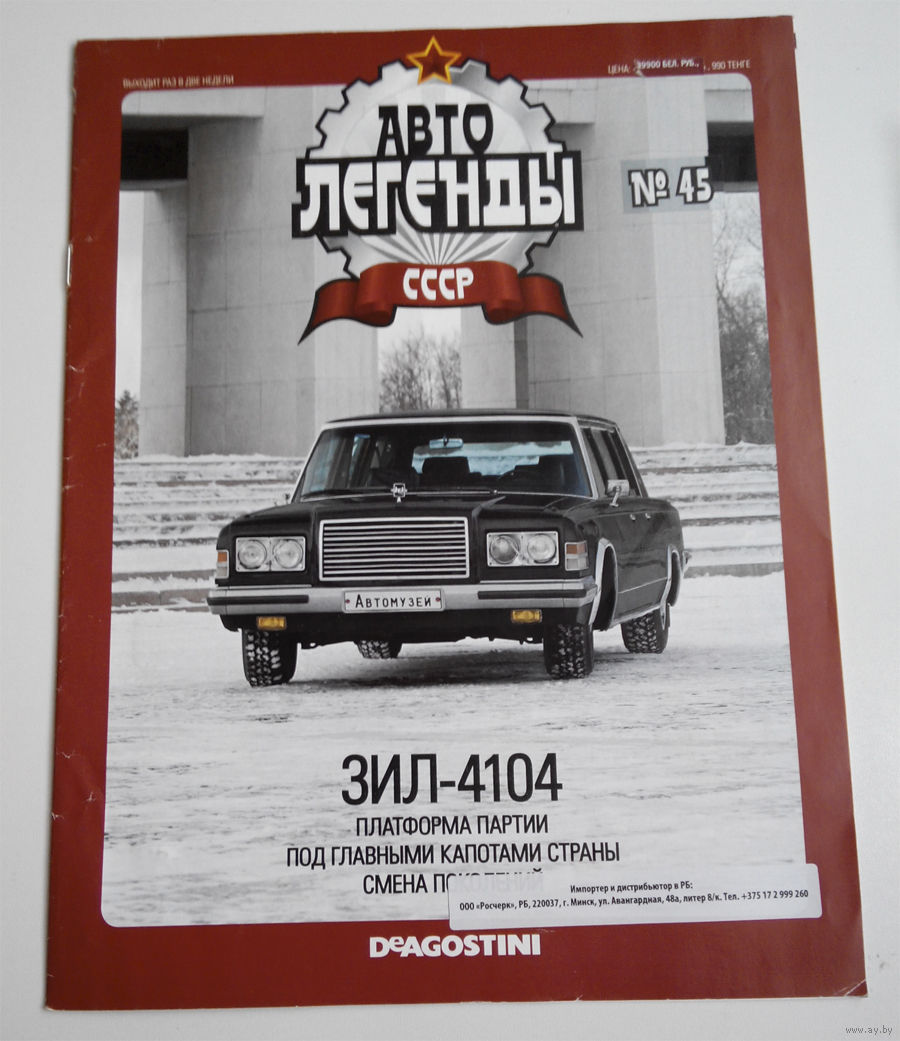 ВЫХОДИТ РАЗ В ДВЕ НЕДЕЛИ
ЦЕНА: 39900 БЕЛ. РУБ., 990 ТЕНГЕ
АВТО
ЛЕГЕНДЫ
СССР
№ 45
АВТОМУЗЕЙ
ЗИЛ-4104
ПЛАТФОРМА ПАРТИИ
ПОД ГЛАВНЫМИ КАПОТАМИ СТРАНЫ
СМЕНА ПОКОЛЕНИЙ
Импортер и дистрибьютор в РБ:
ООО «Росчерк», РБ, 220037, г. Минск, ул. Авангардная, 48а, литер 8/к. Тел. +375 17 2 999 260
DEAGOSTINI
www.ay.by